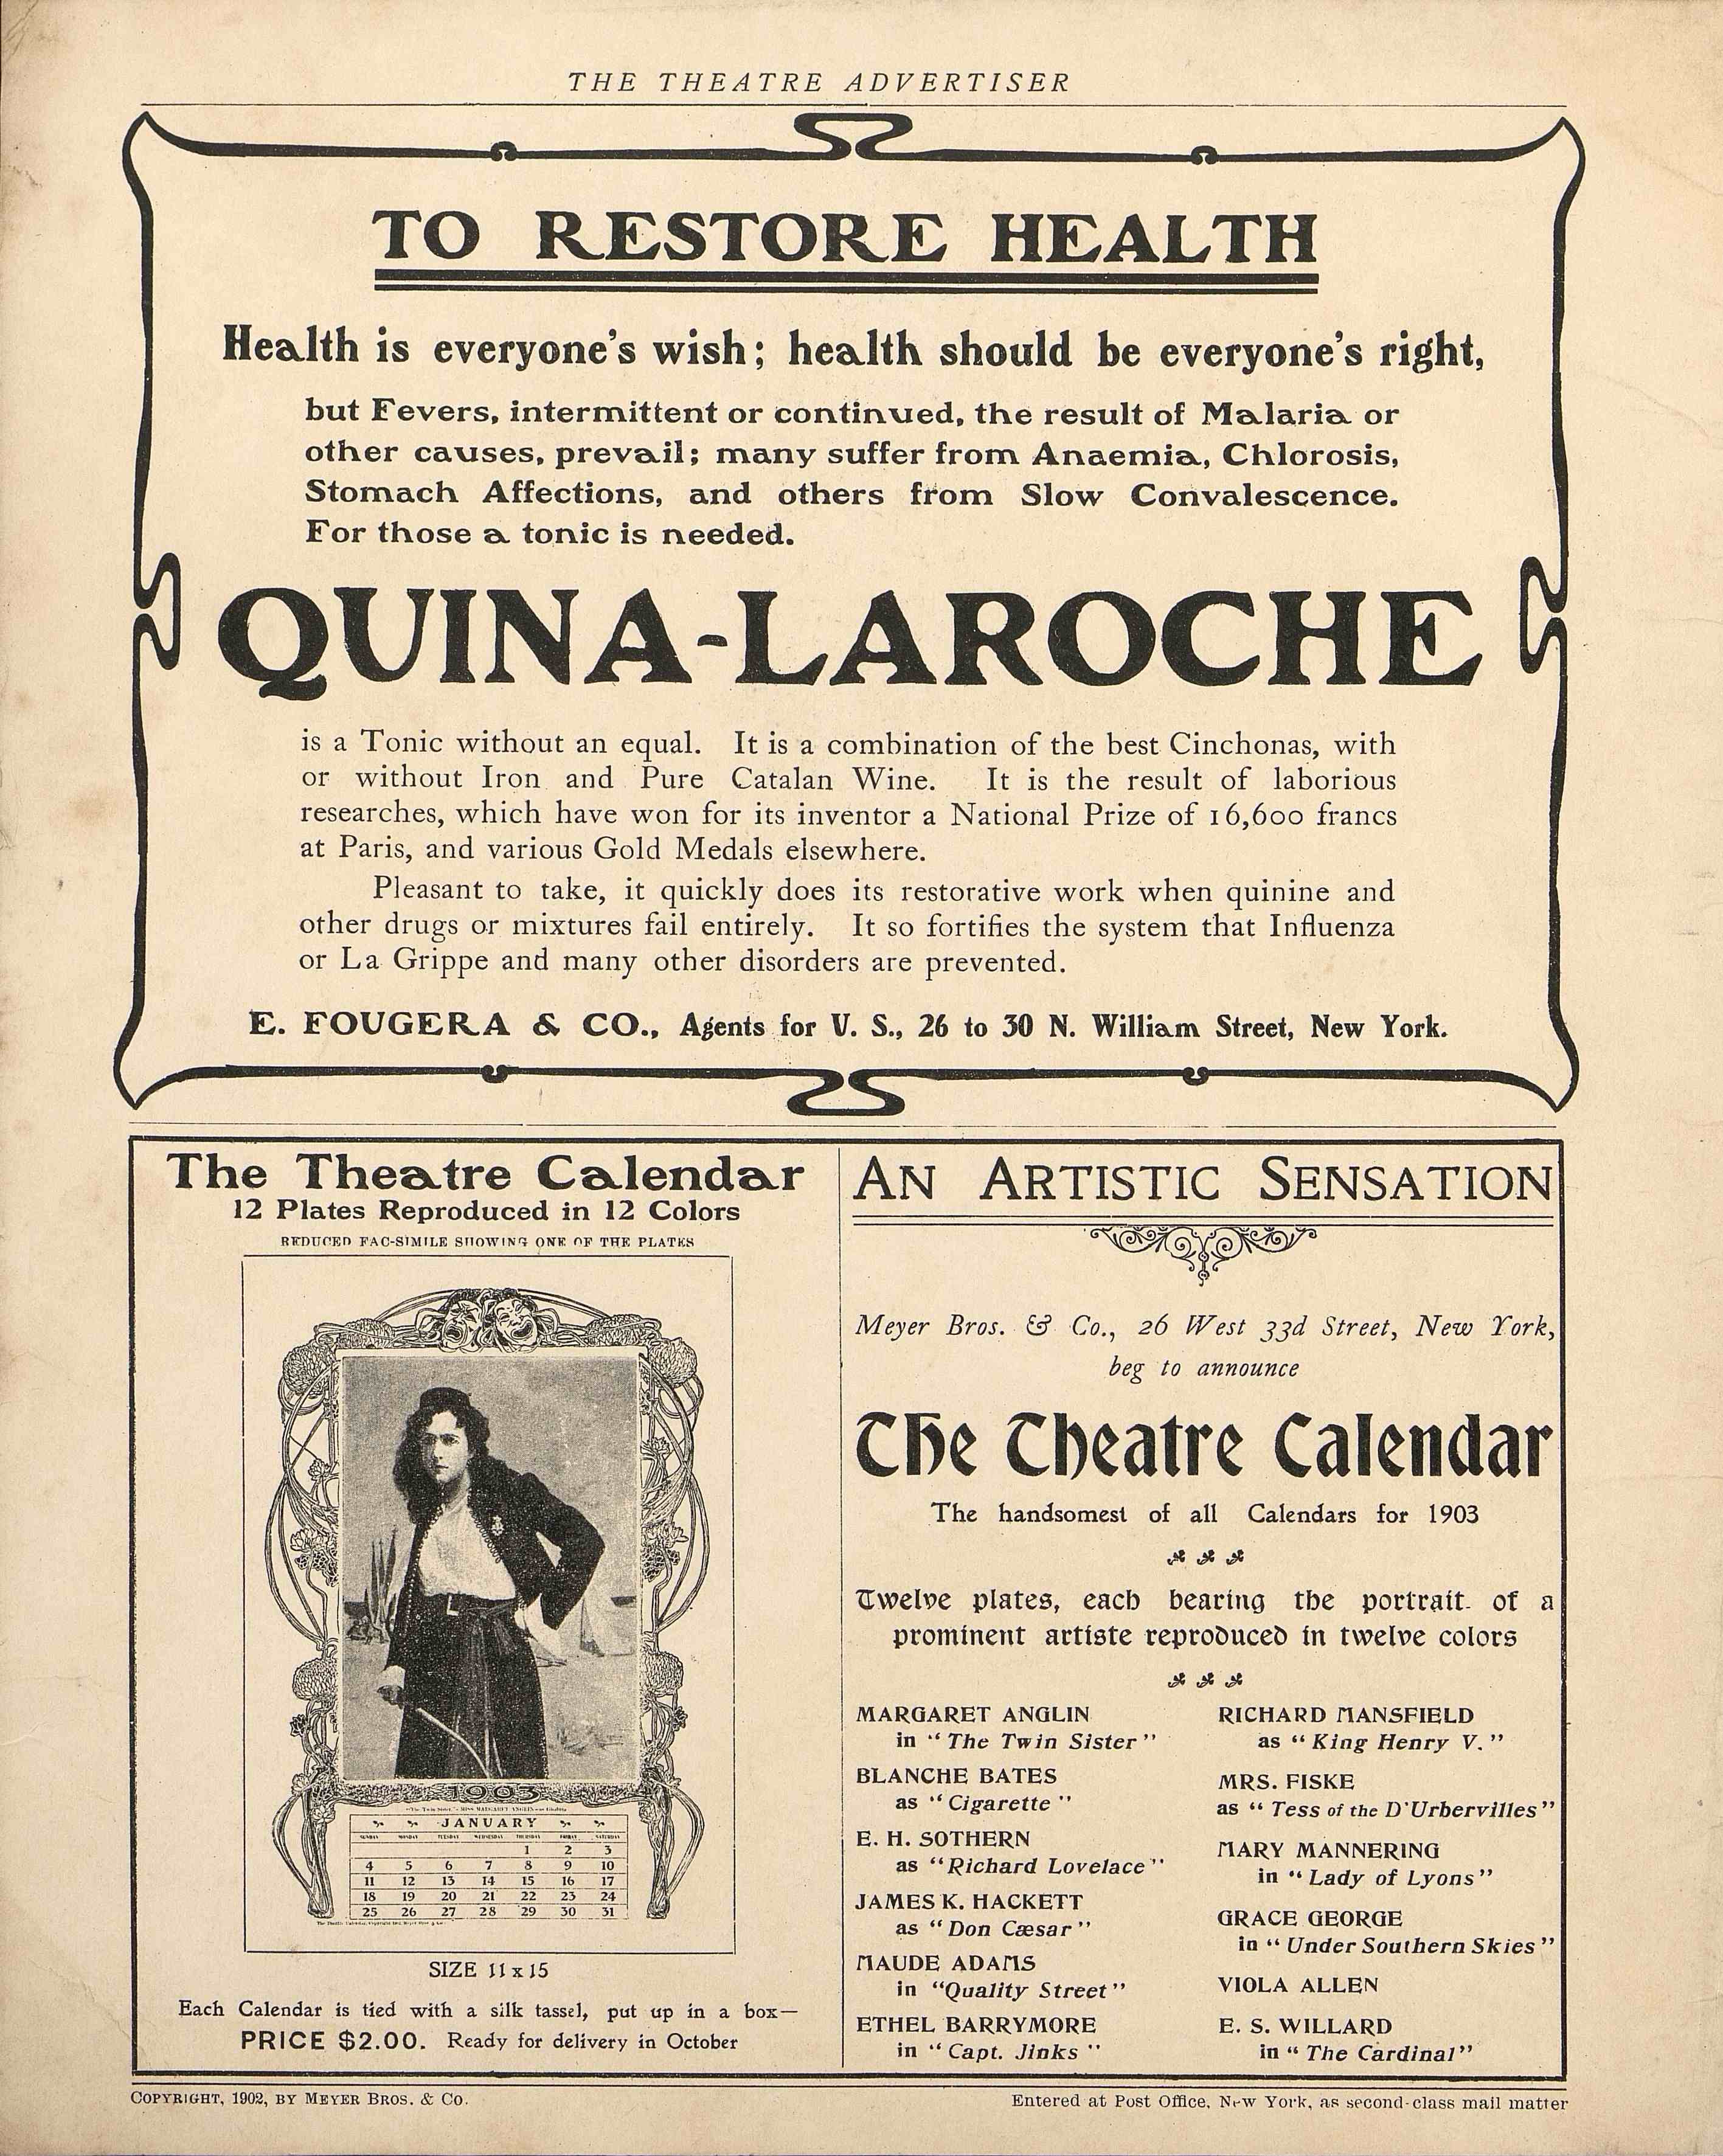 THE THEATRE ADVERTISER
TO RESTORE HEALTH
Health is everyone's wish; health should be everyone's right,
but Fevers, intermittent or continued, the result of Malaria or
other causes, prevail; many suffer from Anaemia, Chlorosis,
Stomach Affections, and others from Slow Convalescence.
For those a tonic is needed.
QUINA-LAROCHE
is a Tonic without an equal. It is a combination of the best Cinchonas, with
or without Iron and Pure Catalan Wine. It is the result of laborious
researches, which have won for its inventor a National Prize of 16,600 francs
at Paris, and various Gold Medals elsewhere.
Pleasant to take, it quickly does its restorative work when quinine and
other drugs or mixtures fail entirely. It so fortifies the system that Influenza
or La Grippe and many other disorders are prevented.
E. FOUGERA & CO., Agents for U. S., 26 to 30 N. William Street, New York.
The Theatre Calendar
12 Plates Reproduced in 12 Colors
REDUCED FAC-SIMILE SHOWING ONE OF THE PLATES
1903
"The Twin Sister"—MISS MARGARET ANGLIN
JANUARY
SUNDAY MONDAY TUESDAY WEDNESDAY THURSDAY FRIDAY SATURDAY
1 2 3
4 5 6 7 8 9 10
11 12 13 14 15 16 17
18 19 20 21 22 23 24
25 26 27 28 29 30 31
SIZE 11 x 15
Each Calendar is tied with a silk tassel, put up in a box—
PRICE $2.00. Ready for delivery in October
AN ARTISTIC SENSATION
Meyer Bros. & Co., 26 West 33d Street, New York,
beg to announce
The Theatre Calendar
The handsomest of all Calendars for 1903
Twelve plates, each bearing the portrait of a
prominent artiste reproduced in twelve colors
MARGARET ANGLIN
in "The Twin Sister"
BLANCHE BATES
as "Cigarette"
E. H. SOTHERN
as "Richard Lovelace"
JAMES K. HACKETT
as "Don Cæsar"
MAUDE ADAMS
in "Quality Street"
ETHEL BARRYMORE
in "Capt. Jinks"
RICHARD MANSFIELD
as "King Henry V."
MRS. FISKE
as "Tess of the D'Urbervilles"
MARY MANNERING
in "Lady of Lyons"
GRACE GEORGE
in "Under Southern Skies"
VIOLA ALLEN
E. S. WILLARD
in "The Cardinal"
COPYRIGHT, 1902, BY MEYER BROS. & CO.
Entered at Post Office, New York, as second-class mail matter